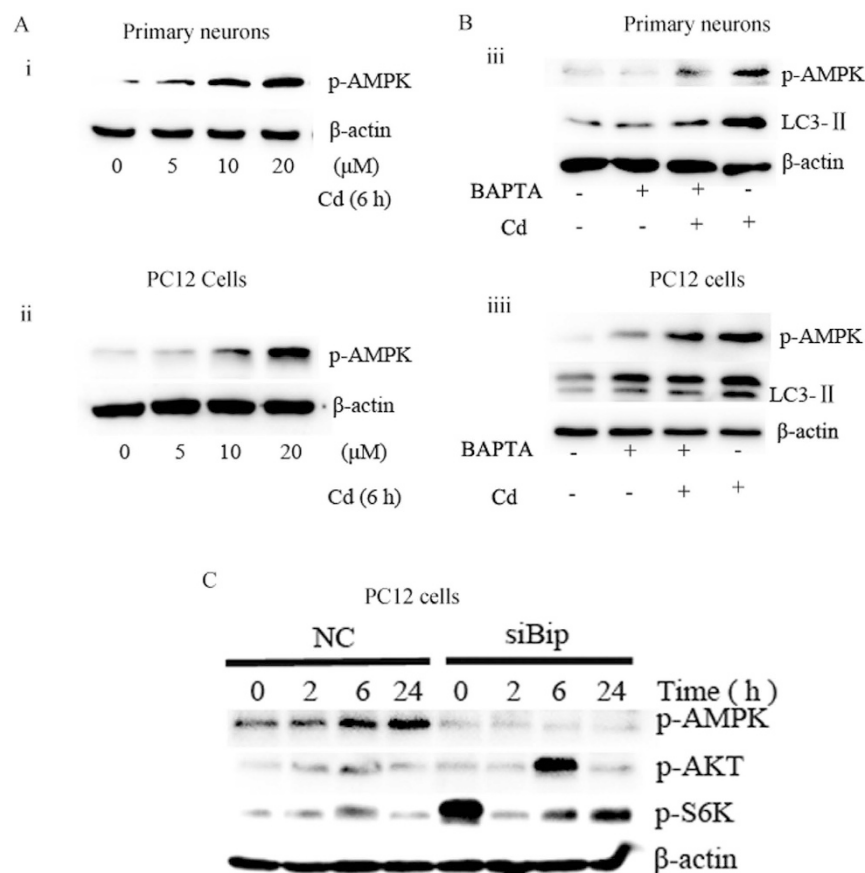 A
Primary neurons
i
p-AMPK
β-actin
0 5 10 20 (μM)
Cd (6 h)
PC12 Cells
ii
p-AMPK
β-actin
0 5 10 20 (μM)
Cd (6 h)
B
Primary neurons
iii
p-AMPK
LC3-II
β-actin
BAPTA - + + -
Cd - - + +
PC12 cells
iiii
p-AMPK
LC3-II
β-actin
BAPTA - + + -
Cd - - + +
C
PC12 cells
NC siBip
0 2 6 24 0 2 6 24 Time ( h )
p-AMPK
p-AKT
p-S6K
β-actin